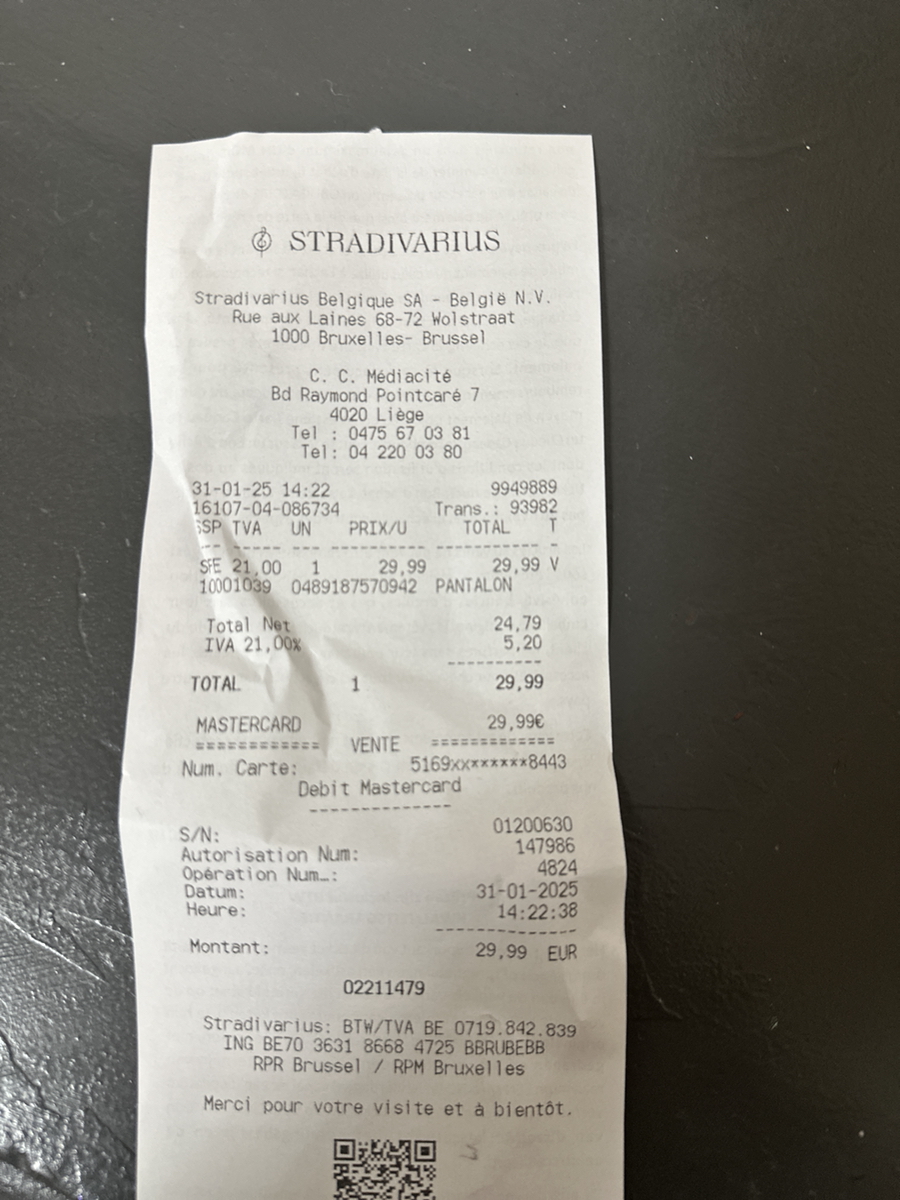 STRADIVARIUS
Stradivarius Belgique SA - België N.V.
Rue aux Laines 68-72 Wolstraat
1000 Bruxelles- Brussel
C. C. Médiacité
Bd Raymond Pointcaré 7
4020 Liège
Tel : 0475 67 03 81
Tel: 04 220 03 80
31-01-25 14:22 9949889
16107-04-086734 Trans.: 93982
SSP TVA UN PRIX/U TOTAL T
--- ----- --- ---------- ----------- -
SFE 21,00 1 29,99 29,99 V
10001039 0489187570942 PANTALON
Total Net 24,79
IVA 21,00% 5,20
----------
TOTAL 1 29,99
MASTERCARD 29,99€
============ VENTE ============
Num. Carte: 5169xx******8443
Debit Mastercard
---------------
S/N: 01200630
Autorisation Num: 147986
Opération Num_: 4824
Datum: 31-01-2025
Heure: 14:22:38
---------------
Montant: 29,99 EUR
02211479
Stradivarius: BTW/TVA BE 0719.842.839
ING BE70 3631 8668 4725 BBRUBEBB
RPR Brussel / RPM Bruxelles
Merci pour votre visite et à bientôt.